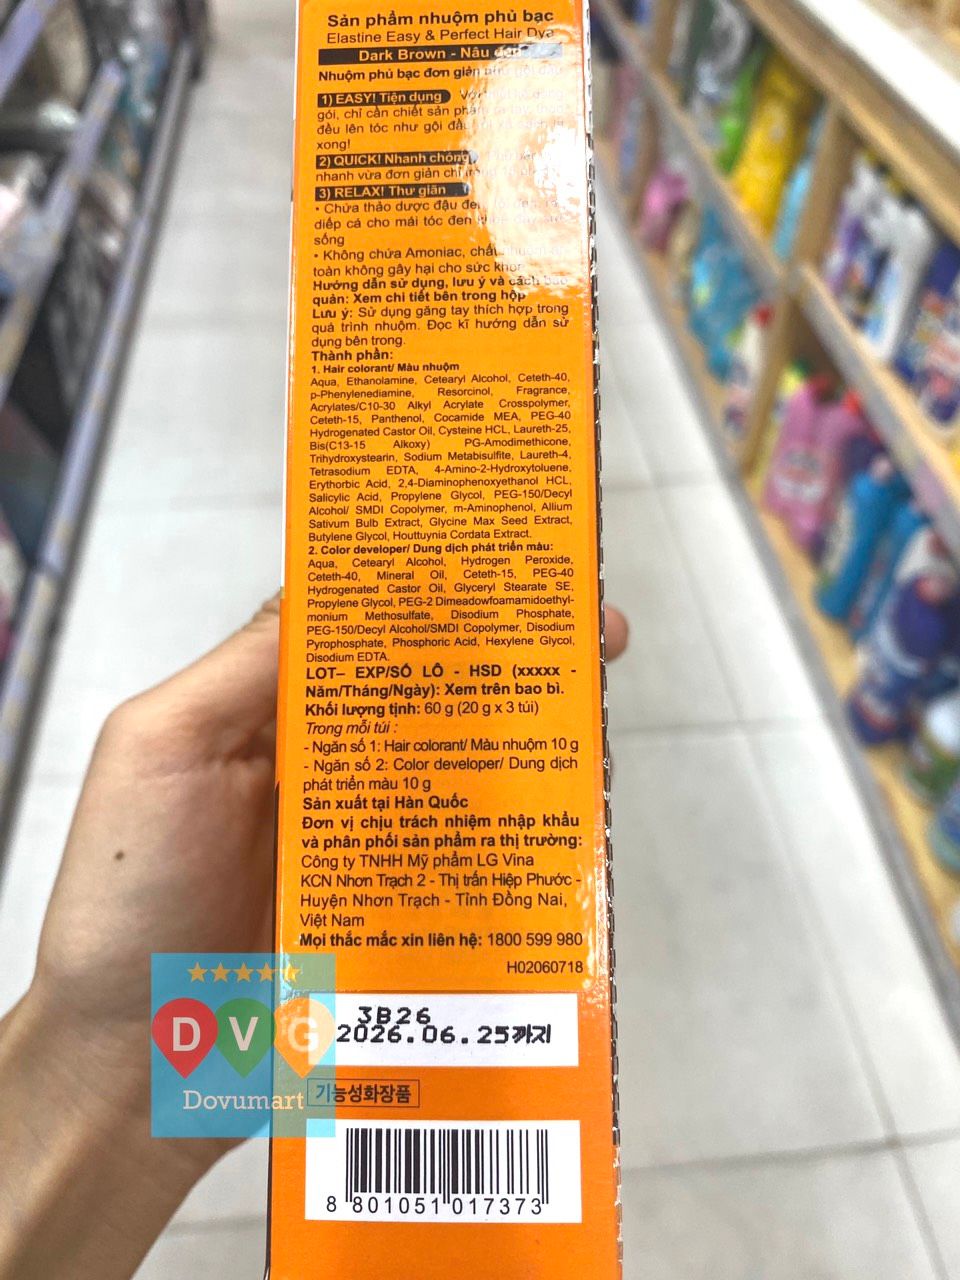 Sản phẩm nhuộm phủ bạc
Elastine Easy & Perfect Hair Dye
Dark Brown - Nâu đen
Nhuộm phủ bạc đơn giản như gội đầu
1) EASY! Tiện dụng
gói, chỉ cần chiết sản phẩm ra tay, thoa
đều lên tóc như gội đầu
xong!
2) QUICK! Nhanh chóng
nhanh vừa đơn giản chỉ
3) RELAX! Thư giãn
• Chứa thảo dược đậu đen,
diếp cá cho mái tóc đen
sống
• Không chứa Amoniac, chất
toàn không gây hại cho sức khỏe
Hướng dẫn sử dụng, lưu ý và cách bảo
quản: Xem chi tiết bên trong hộp
Lưu ý: Sử dụng găng tay thích hợp trong
quá trình nhuộm. Đọc kĩ hướng dẫn sử
dụng bên trong.
Thành phần:
1. Hair colorant/ Màu nhuộm
Aqua, Ethanolamine, Cetearyl Alcohol, Ceteth-40,
p-Phenylenediamine, Resorcinol, Fragrance,
Acrylates/C10-30 Alkyl Acrylate Crosspolymer,
Ceteth-15, Panthenol, Cocamide MEA, PEG-40
Hydrogenated Castor Oil, Cysteine HCL, Laureth-25,
Bis(C13-15 Alkoxy) PG-Amodimethicone,
Trihydroxystearin, Sodium Metabisulfite, Laureth-4,
Tetrasodium EDTA, 4-Amino-2-Hydroxytoluene,
Erythorbic Acid, 2,4-Diaminophenoxyethanol HCL,
Salicylic Acid, Propylene Glycol, PEG-150/Decyl
Alcohol/ SMDI Copolymer, m-Aminophenol, Allium
Sativum Bulb Extract, Glycine Max Seed Extract,
Butylene Glycol, Houttuynia Cordata Extract.
2. Color developer/ Dung dịch phát triển màu:
Aqua, Cetearyl Alcohol, Hydrogen Peroxide,
Ceteth-40, Mineral Oil, Ceteth-15, PEG-40
Hydrogenated Castor Oil, Glyceryl Stearate SE,
Propylene Glycol, PEG-2 Dimeadowfoamamidoethyl-
monium Methosulfate, Disodium Phosphate,
PEG-150/Decyl Alcohol/SMDI Copolymer, Disodium
Pyrophosphate, Phosphoric Acid, Hexylene Glycol,
Disodium EDTA.
LOT– EXP/SỐ LÔ - HSD (xxxxx -
Năm/Tháng/Ngày): Xem trên bao bì.
Khối lượng tịnh: 60 g (20 g x 3 túi)
Trong mỗi túi :
- Ngăn số 1: Hair colorant/ Màu nhuộm 10 g
- Ngăn số 2: Color developer/ Dung dịch
phát triển màu 10 g
Sản xuất tại Hàn Quốc
Đơn vị chịu trách nhiệm nhập khẩu
và phân phối sản phẩm ra thị trường:
Công ty TNHH Mỹ phẩm LG Vina
KCN Nhơn Trạch 2 - Thị trấn Hiệp Phước -
Huyện Nhơn Trạch - Tỉnh Đồng Nai,
Việt Nam
Mọi thắc mắc xin liên hệ: 1800 599 980
H02060718
3B26
2026.06.25까지
DVG
Dovumart
기능성화장품
8 801051 017373